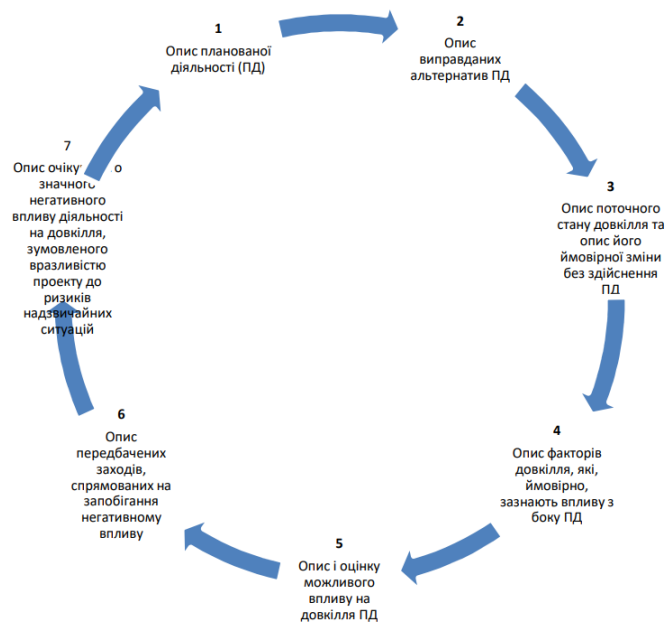 1
Опис планованої
діяльності (ПД)
2
Опис
виправданих
альтернатив ПД
3
Опис поточного
стану довкілля та
опис його
ймовірної зміни
без здійснення
ПД
4
Опис факторів
довкілля, які,
ймовірно,
зазнають впливу з
боку ПД
5
Опис і оцінку
можливого
впливу на
довкілля ПД
6
Опис
передбачених
заходів,
спрямованих на
запобігання
негативному
впливу
7
Опис
значного
негативного
впливу діяльності
на довкілля,
зумовленого
вразливістю
проекту до
ризиків
надзвичайних
ситуацій